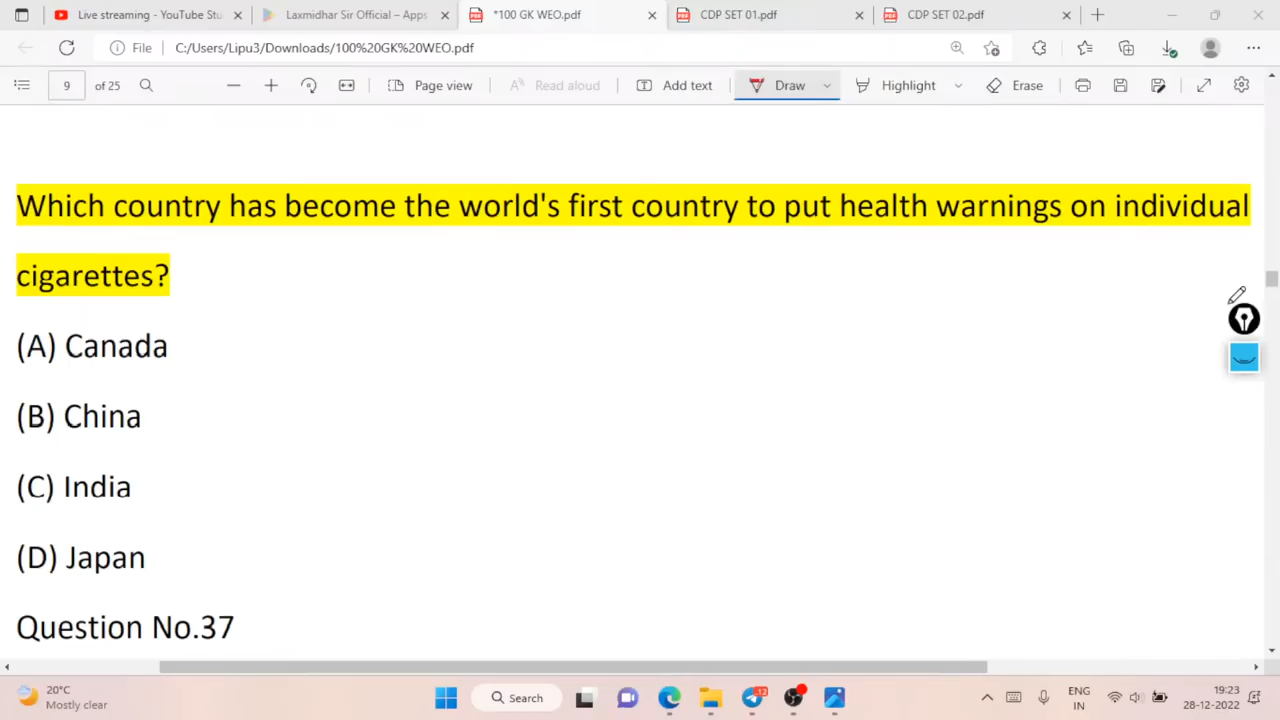 Live streaming - YouTube Stu
Laxmidhar Sir Official – Apps
*100 GK WEO.pdf
CDP SET 01.pdf
CDP SET 02.pdf
File
C:/Users/Lipu3/Downloads/100%20GK%20WEO.pdf
9 of 25
Page view
Read aloud
Add text
Draw
Highlight
Erase
Which country has become the world's first country to put health warnings on individual
cigarettes?
(A) Canada
(B) China
(C) India
(D) Japan
Question No.37
20°C
Mostly clear
Search
12
ENG
IN
19:23
28-12-2022